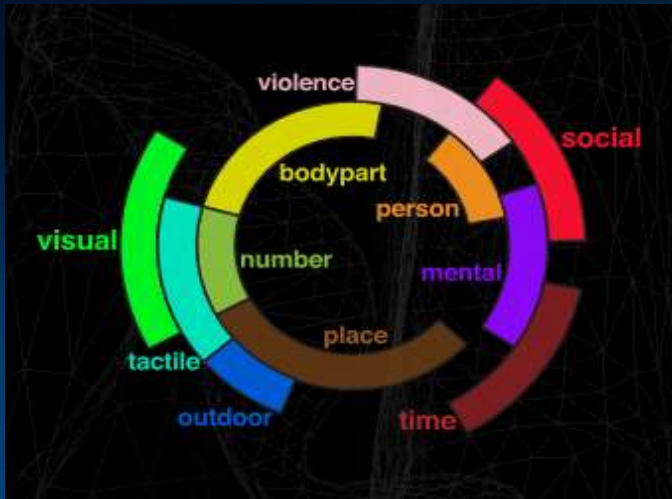 violence
social
bodypart
person
visual
number
mental
place
tactile
outdoor
time